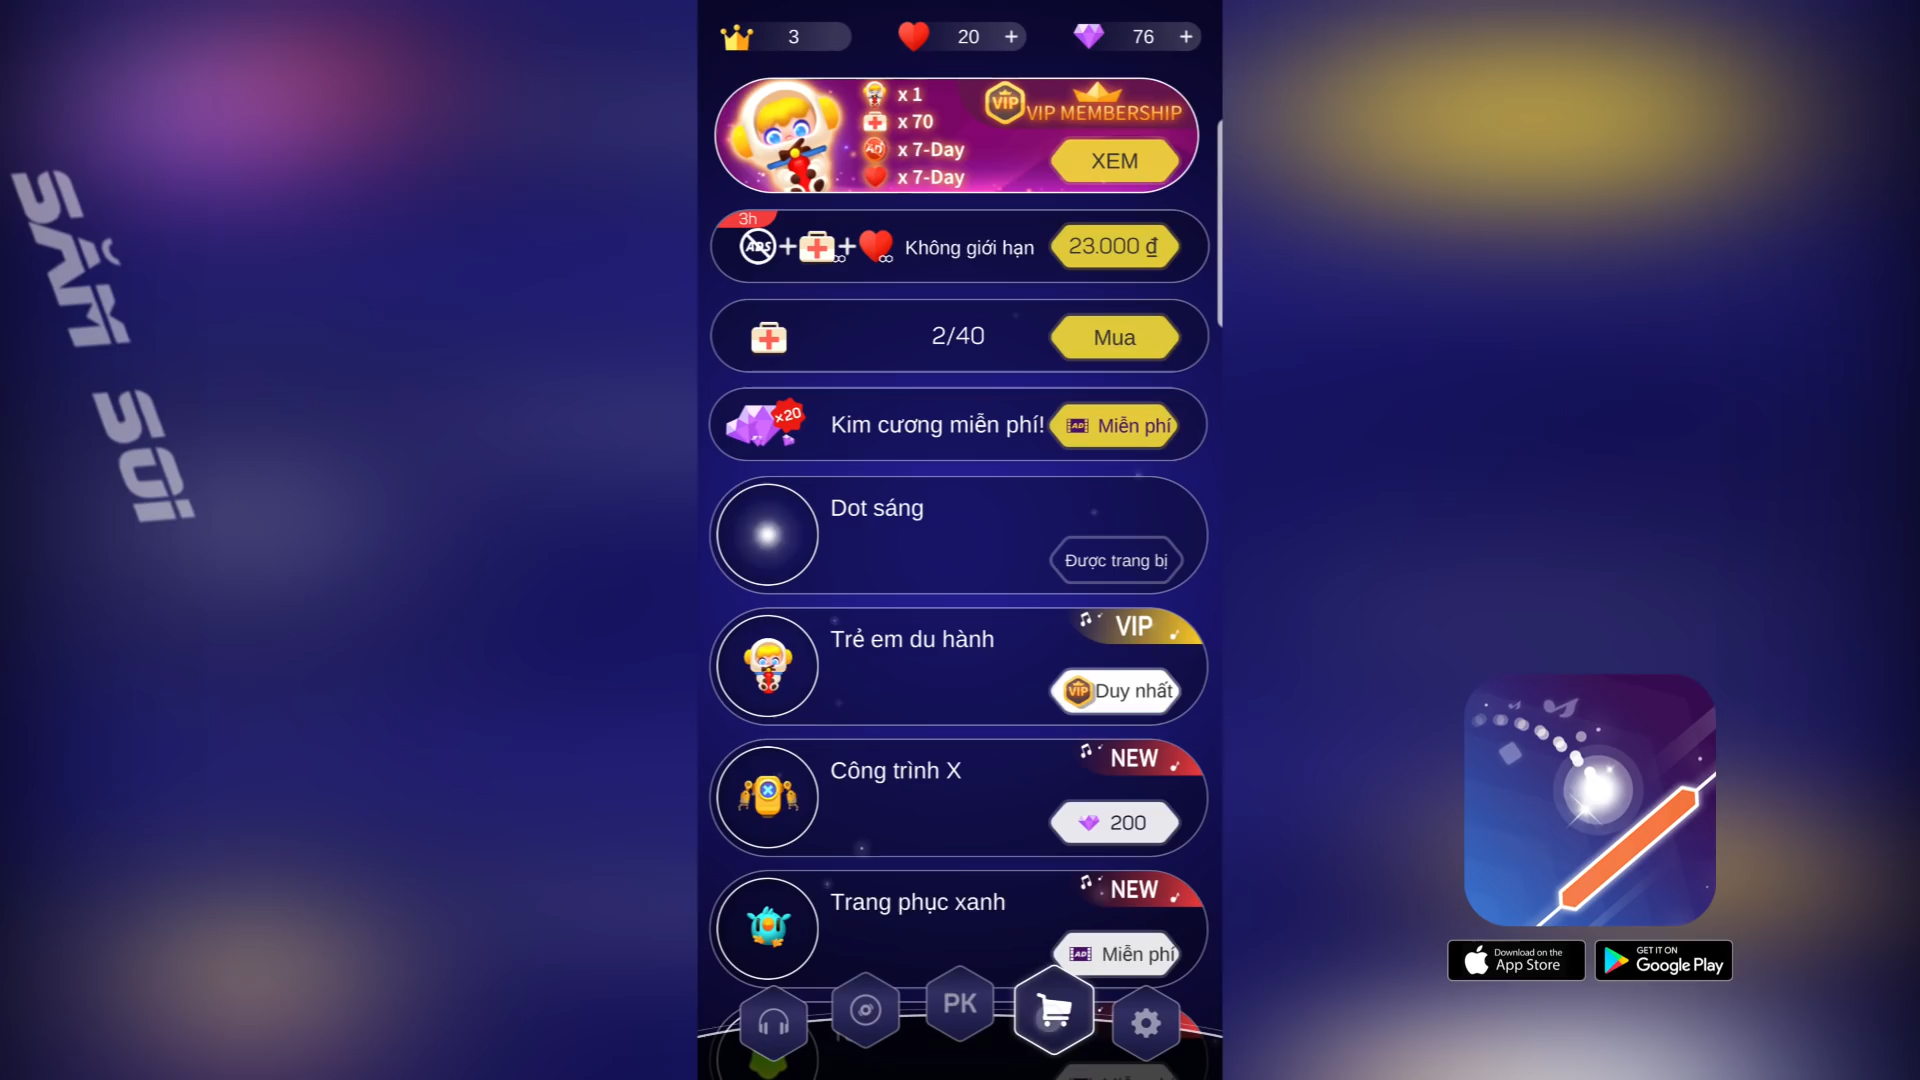 3
20 +
76 +
x 1
x 70
AD x 7-Day
x 7-Day
VIP VIP MEMBERSHIP
XEM
3h
ADS + + Không giới hạn
23.000 ₫
2/40
Mua
x20
Kim cương miễn phí!
AD Miễn phí
Dot sáng
Được trang bị
Trẻ em du hành
VIP
VIP Duy nhất
Công trình X
NEW
200
Trang phục xanh
NEW
AD Miễn phí
PK
SẮM SỬI
Download on the
App Store
GET IT ON
Google Play